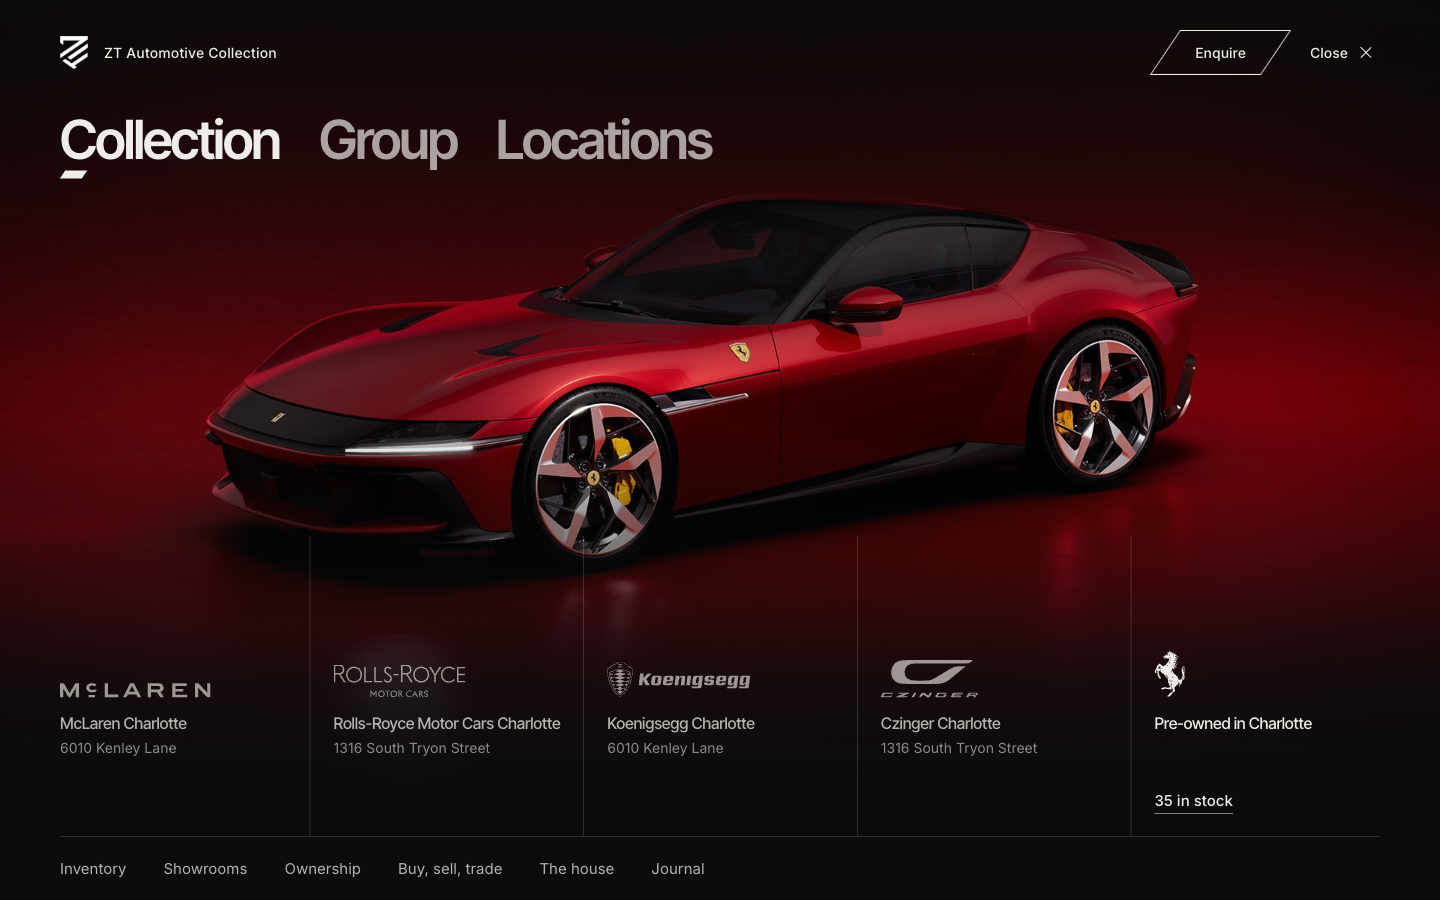 ZT Automotive Collection
Enquire
Close
Collection
Group
Locations
McLAREN
McLaren Charlotte
6010 Kenley Lane
ROLLS-ROYCE
MOTOR CARS
Rolls-Royce Motor Cars Charlotte
1316 South Tryon Street
Koenigsegg
Koenigsegg Charlotte
6010 Kenley Lane
CZINGER
Czinger Charlotte
1316 South Tryon Street
Pre-owned in Charlotte
35 in stock
Inventory
Showrooms
Ownership
Buy, sell, trade
The house
Journal